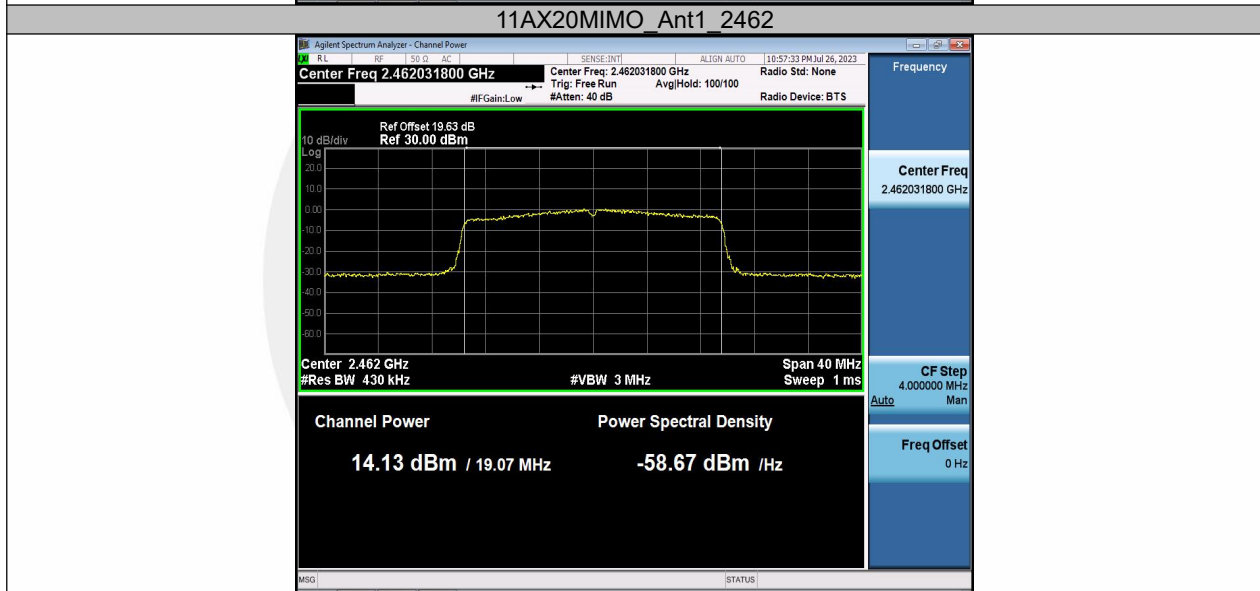 11AX20MIMO_Ant1_2462
Agilent Spectrum Analyzer - Channel Power
RL RF 50 Ω AC SENSE:INT ALIGN AUTO 10:57:33 PM Jul 26, 2023
Center Freq 2.462031800 GHz
Center Freq: 2.462031800 GHz Radio Std: None
Trig: Free Run Avg|Hold: 100/100
#IFGain:Low #Atten: 40 dB Radio Device: BTS
Frequency
Ref Offset 19.63 dB
10 dB/div Ref 30.00 dBm
Log
20.0
10.0
0.00
-10.0
-20.0
-30.0
-40.0
-50.0
-60.0
Center 2.462 GHz Span 40 MHz
#Res BW 430 kHz #VBW 3 MHz Sweep 1 ms
Center Freq
2.462031800 GHz
CF Step
4.000000 MHz
Auto Man
Freq Offset
0 Hz
Channel Power Power Spectral Density
14.13 dBm / 19.07 MHz -58.67 dBm /Hz
MSG STATUS